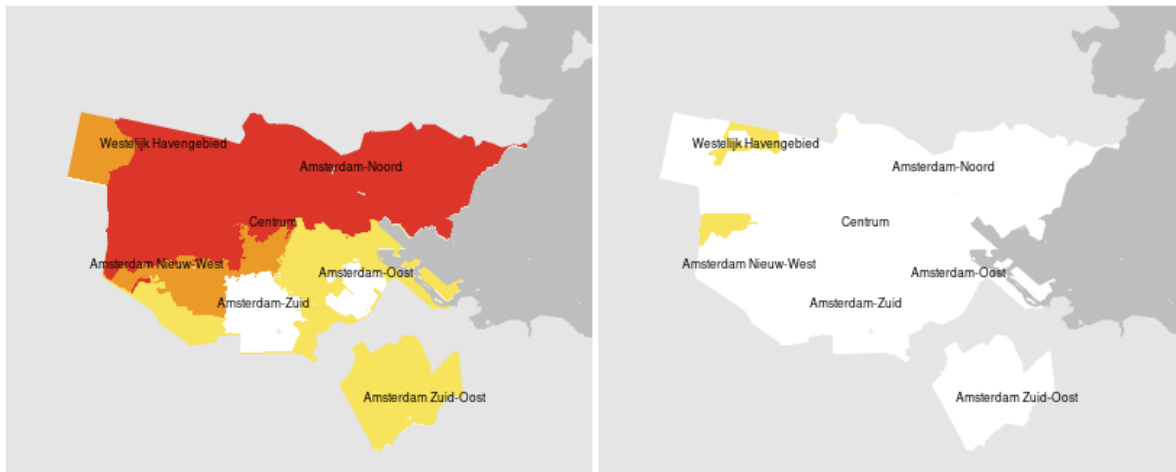 Westelijk Havengebied
Amsterdam-Noord
Centrum
Amsterdam Nieuw-West
Amsterdam-Oost
Amsterdam-Zuid
Amsterdam Zuid-Oost
Westelijk Havengebied
Amsterdam-Noord
Centrum
Amsterdam Nieuw-West
Amsterdam-Oost
Amsterdam-Zuid
Amsterdam Zuid-Oost